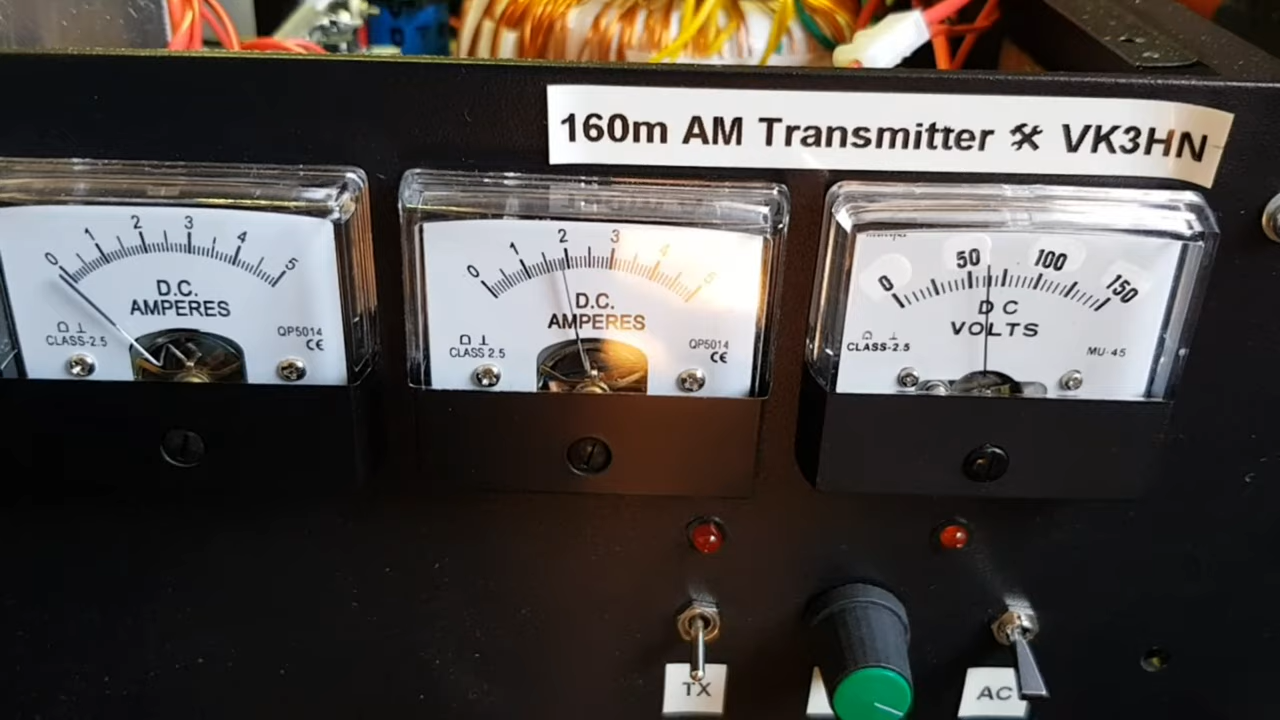 160m AM Transmitter 🛠 VK3HN
0 1 2 3 4 5
D.C.
AMPERES
CLASS-2.5
QP5014
CE
0 1 2 3 4 5
D.C.
AMPERES
CLASS 2.5
QP5014
CE
0 50 100 150
DC
VOLTS
CLASS-2.5
MU-45
TX
AC